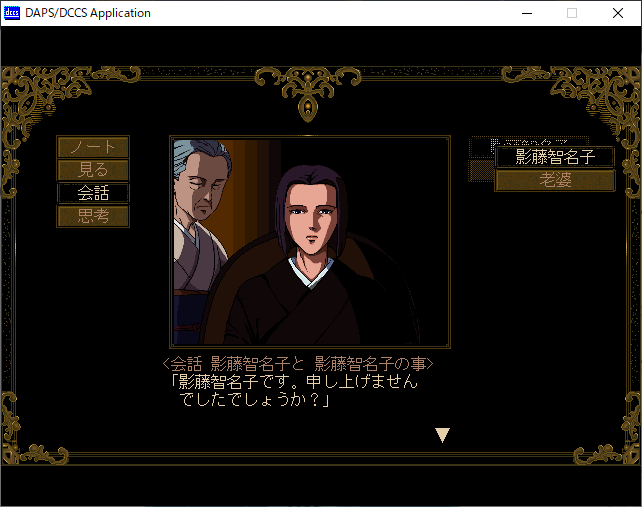 DAPS/DCCS Application
ノート
見る
会話
思考
影藤智名子
老婆
<会話 影藤智名子と 影藤智名子の事>
「影藤智名子です。申し上げません
でしたでしょうか？」
▼